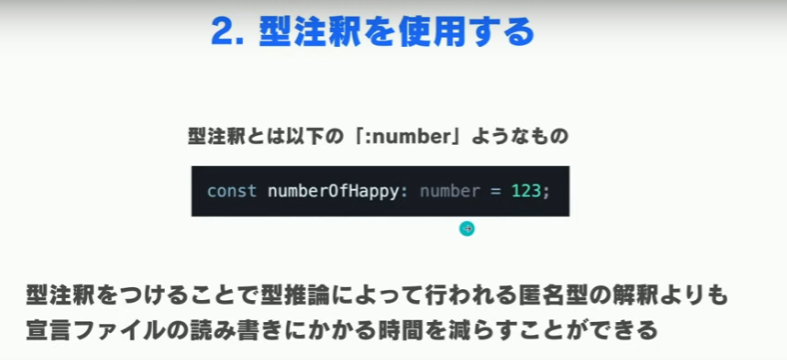 2. 型注釈を使用する
型注釈とは以下の「:number」ようなもの
const numberOfHappy: number = 123;
型注釈をつけることで型推論によって行われる匿名型の解釈よりも
宣言ファイルの読み書きにかかる時間を減らすことができる